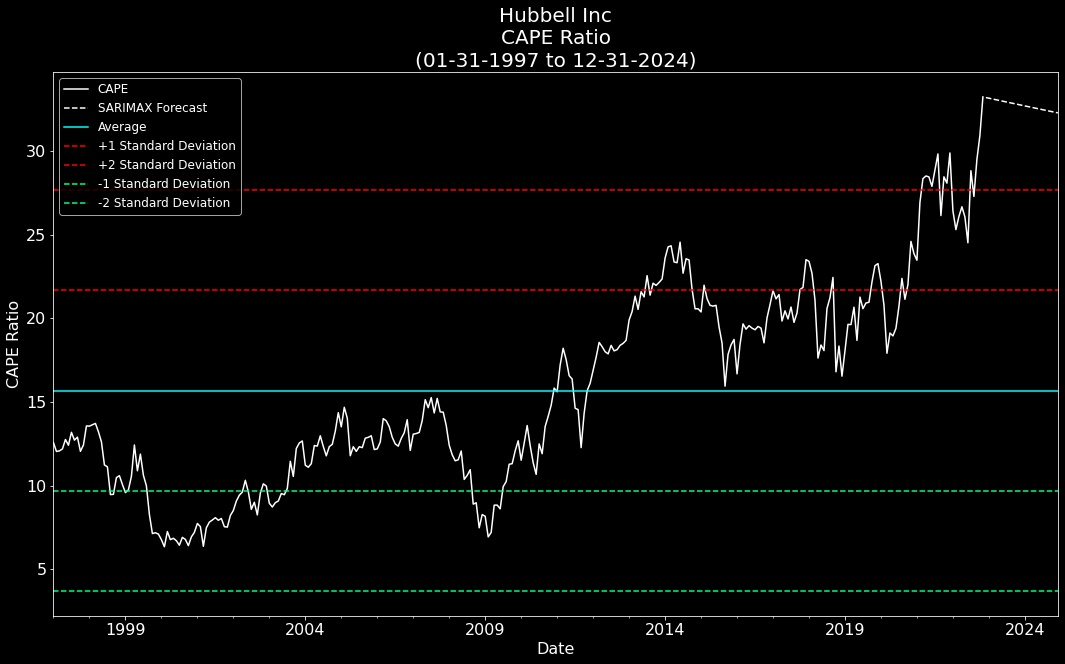 Hubbell Inc
CAPE Ratio
(01-31-1997 to 12-31-2024)
CAPE
SARIMAX Forecast
Average
+1 Standard Deviation
+2 Standard Deviation
-1 Standard Deviation
-2 Standard Deviation
CAPE Ratio
30
25
20
15
10
5
1999 2004 2009 2014 2019 2024
Date